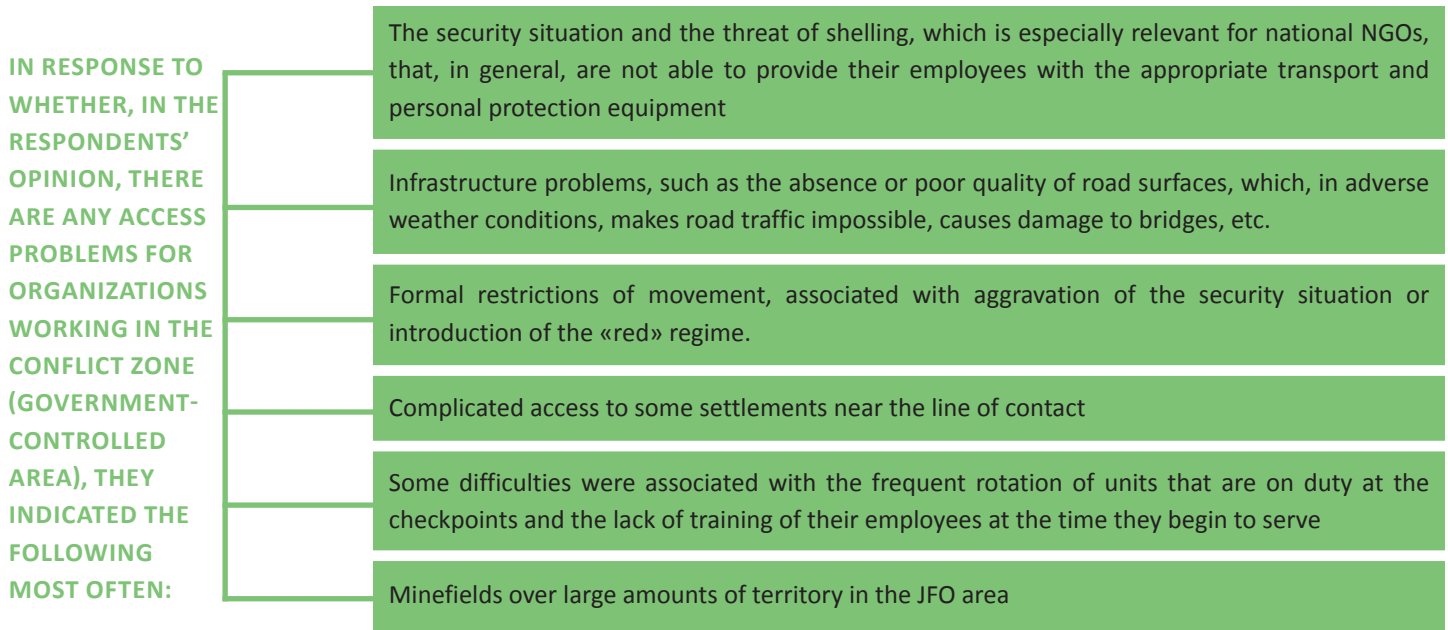 IN RESPONSE TO
WHETHER, IN THE
RESPONDENTS’
OPINION, THERE
ARE ANY ACCESS
PROBLEMS FOR
ORGANIZATIONS
WORKING IN THE
CONFLICT ZONE
(GOVERNMENT-
CONTROLLED
AREA), THEY
INDICATED THE
FOLLOWING
MOST OFTEN:
The security situation and the threat of shelling, which is especially relevant for national NGOs,
that, in general, are not able to provide their employees with the appropriate transport and
personal protection equipment
Infrastructure problems, such as the absence or poor quality of road surfaces, which, in adverse
weather conditions, makes road traffic impossible, causes damage to bridges, etc.
Formal restrictions of movement, associated with aggravation of the security situation or
introduction of the «red» regime.
Complicated access to some settlements near the line of contact
Some difficulties were associated with the frequent rotation of units that are on duty at the
checkpoints and the lack of training of their employees at the time they begin to serve
Minefields over large amounts of territory in the JFO area